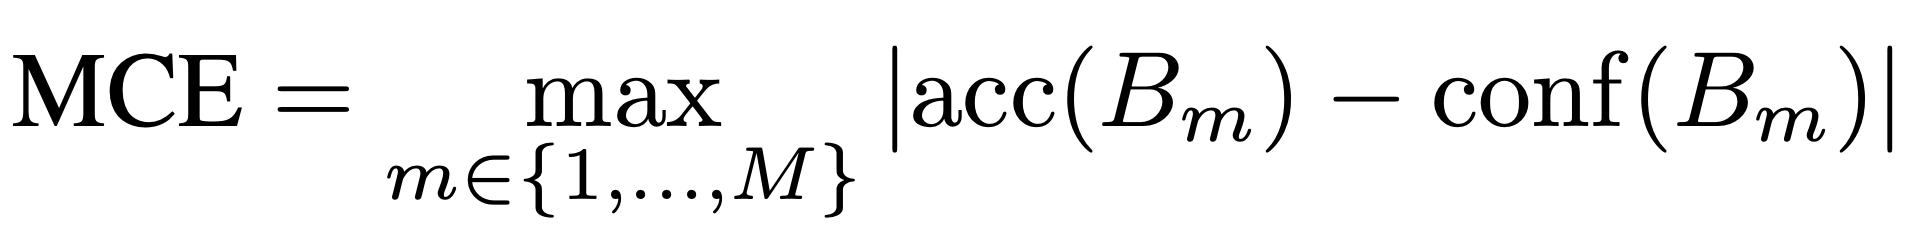 MCE = max_{m∈{1,...,M}} |acc(B_m) − conf(B_m)|